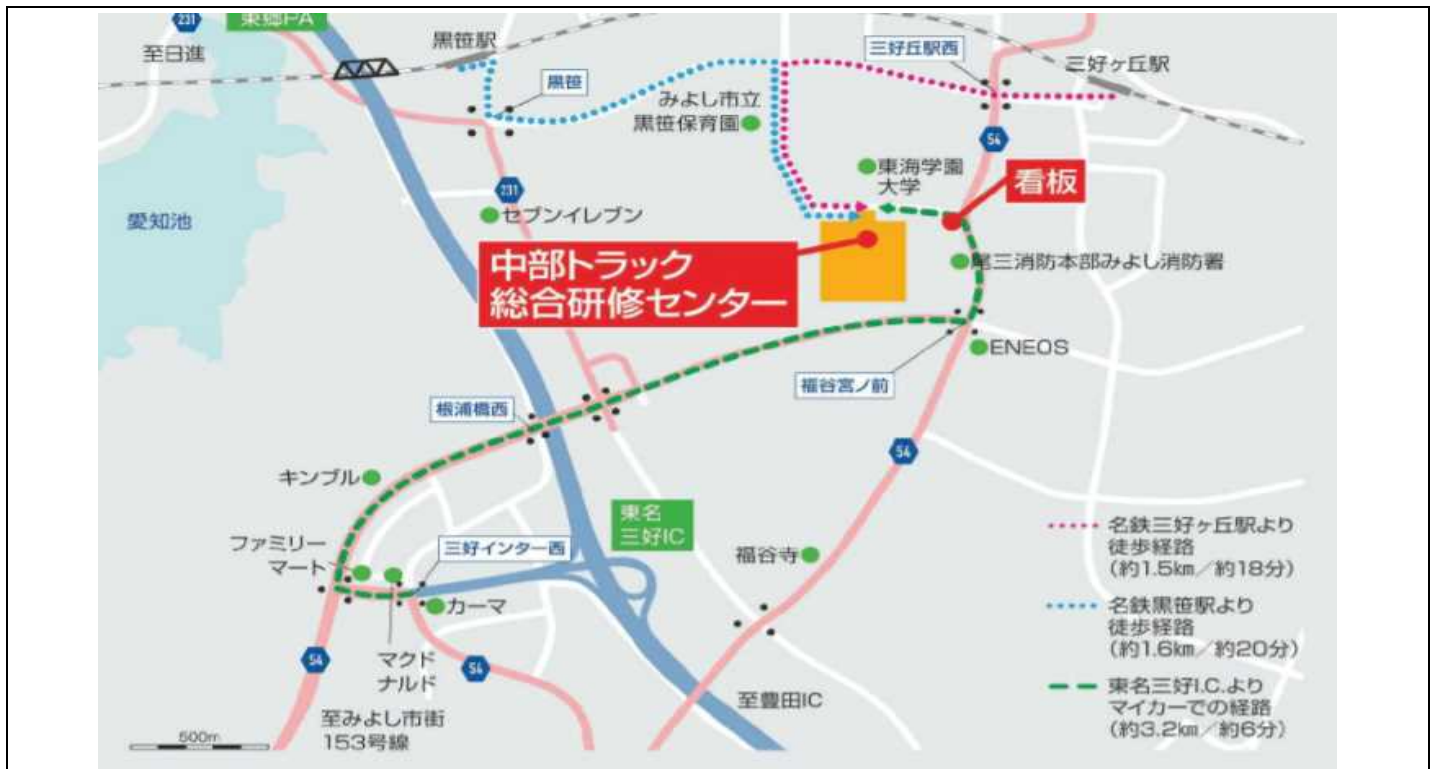 231
東郷PA
至日進
黒笹駅
三好丘駅西
三好ヶ丘駅
黒笹
みよし市立
黒笹保育園
54
東海学園
大学
看板
231
セブンイレブン
愛知池
中部トラック
総合研修センター
尾三消防本部みよし消防署
ENEOS
福谷宮ノ前
根浦橋西
54
キンブル
東名
三好IC
ファミリー
マート
三好インター西
福谷寺
カーマ
54
マクド
ナルド
54
至みよし市街
153号線
至豊田IC
500m
名鉄三好ヶ丘駅より
徒歩経路
(約1.5㎞／約18分)
名鉄黒笹駅より
徒歩経路
(約1.6㎞／約20分)
東名三好I.C.より
マイカーでの経路
(約3.2㎞／約6分)